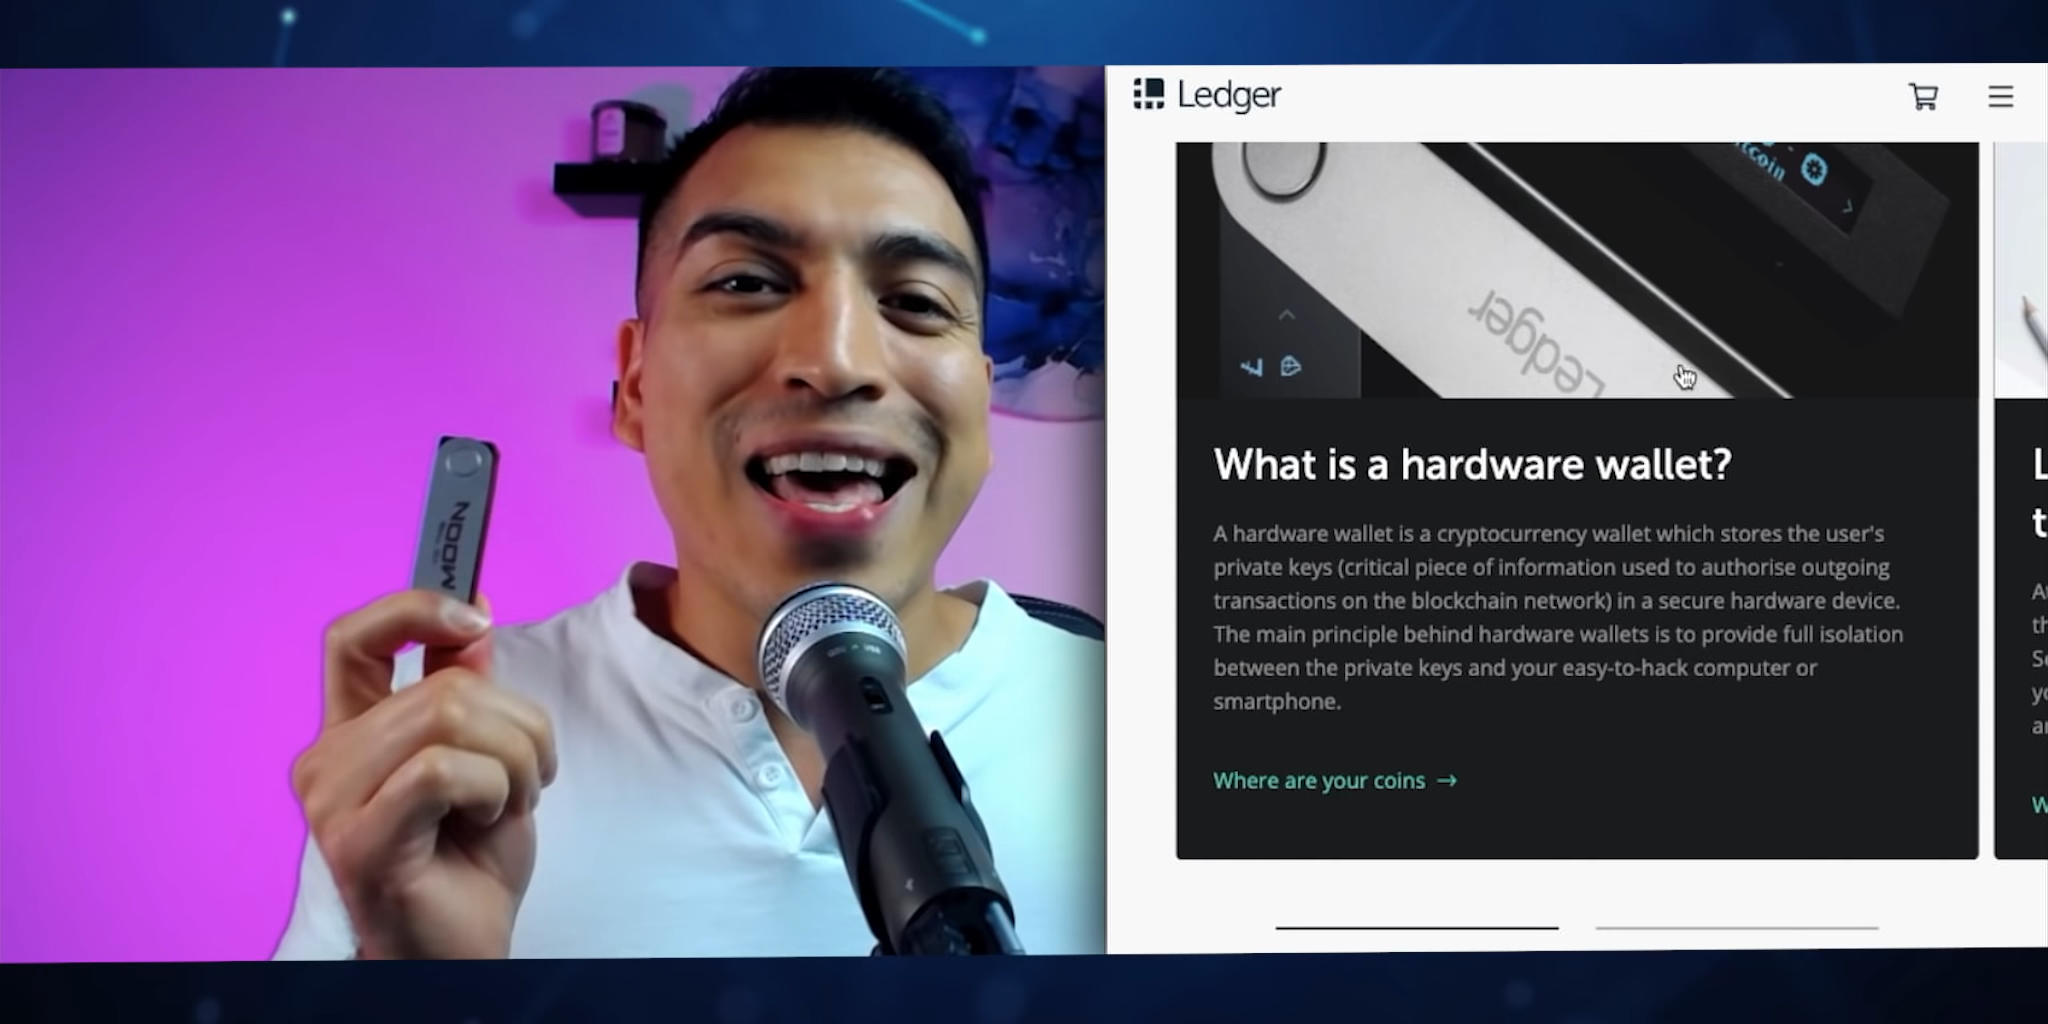 MOON
Ledger
Bitcoin
Ledger
What is a hardware wallet?
A hardware wallet is a cryptocurrency wallet which stores the user's
private keys (critical piece of information used to authorise outgoing
transactions on the blockchain network) in a secure hardware device.
The main principle behind hardware wallets is to provide full isolation
between the private keys and your easy-to-hack computer or
smartphone.
Where are your coins →